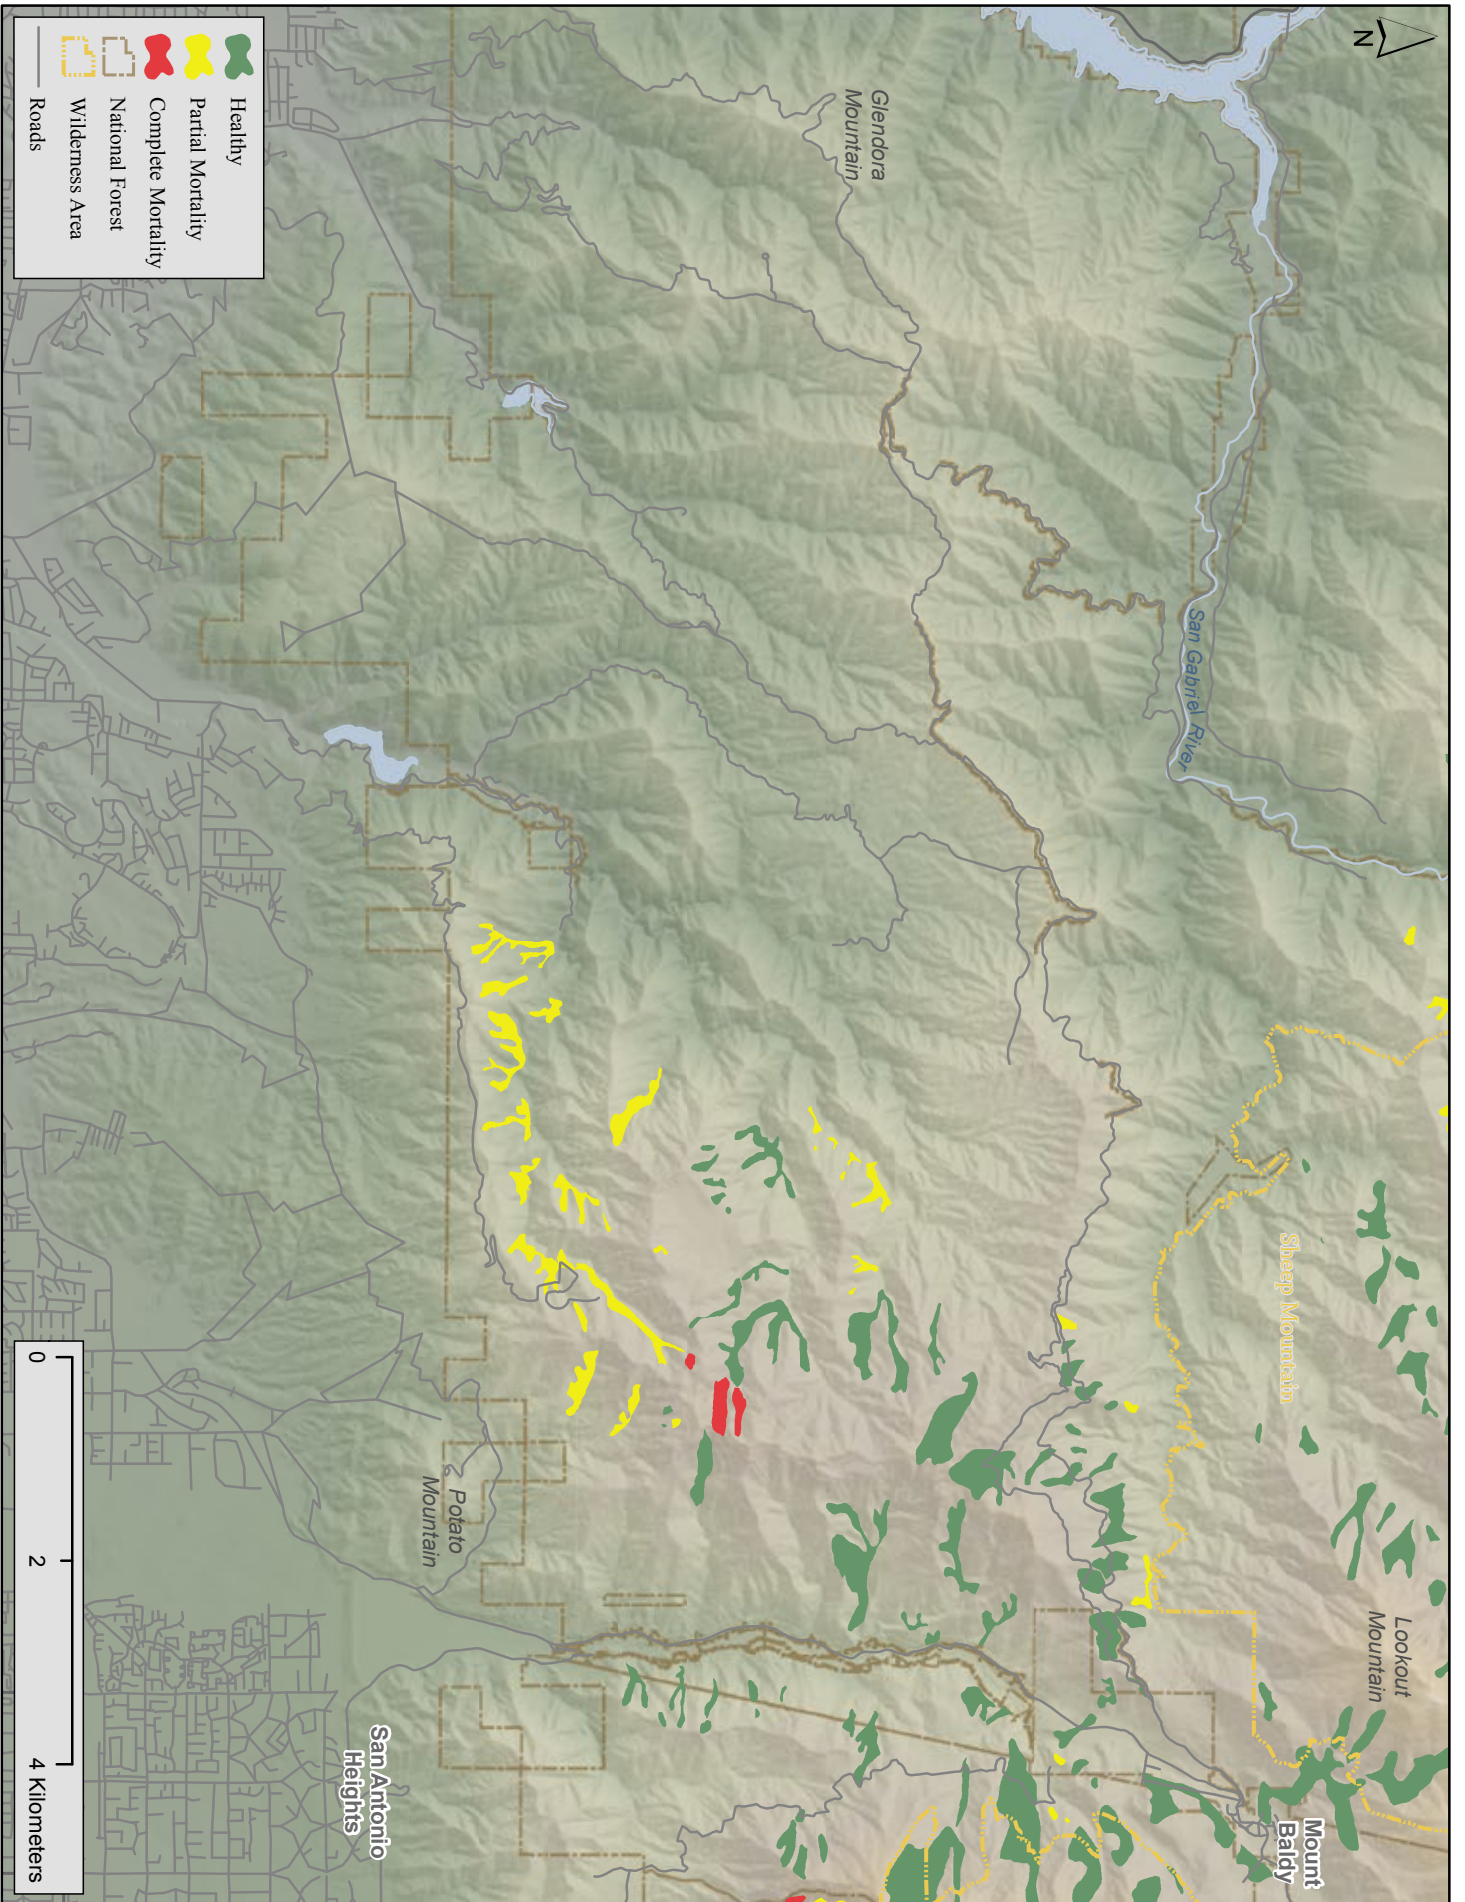 N
Glendora
Mountain
San Gabriel River
Sheep Mountain
Lookout
Mountain
Mount
Baldy
Potato
Mountain
San Antonio
Heights
Healthy
Partial Mortality
Complete Mortality
National Forest
Wilderness Area
Roads
0
2
4 Kilometers